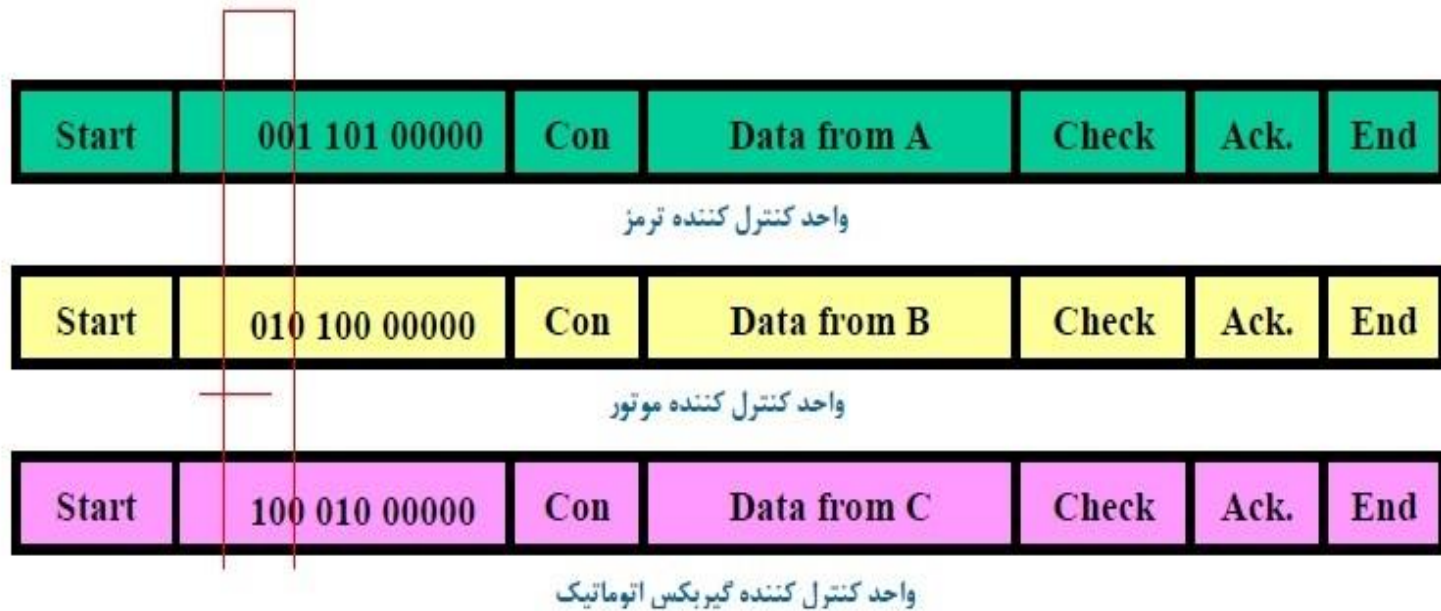 Start 001 101 00000 Con Data from A Check Ack. End
واحد کنترل کننده ترمز
Start 010 100 00000 Con Data from B Check Ack. End
واحد کنترل کننده موتور
Start 100 010 00000 Con Data from C Check Ack. End
واحد کنترل کننده گیربکس اتوماتیک